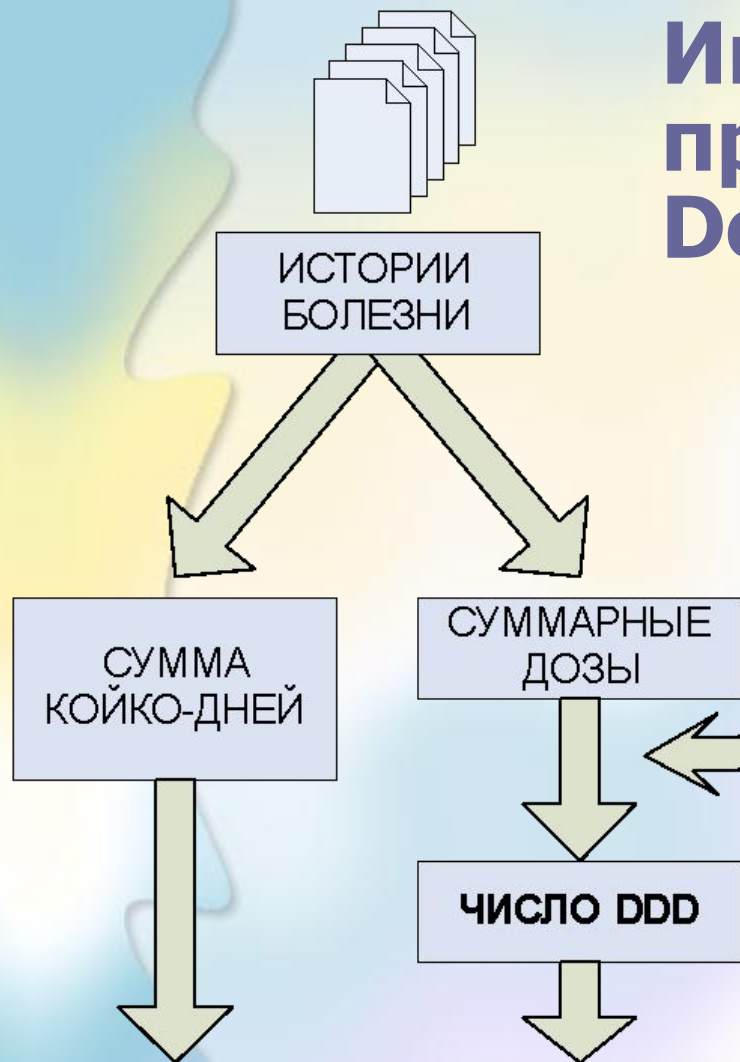 ИСТОРИИ
БОЛЕЗНИ
СУММА
КОЙКО-ДНЕЙ
СУММАРНЫЕ
ДОЗЫ
ЧИСЛО DDD